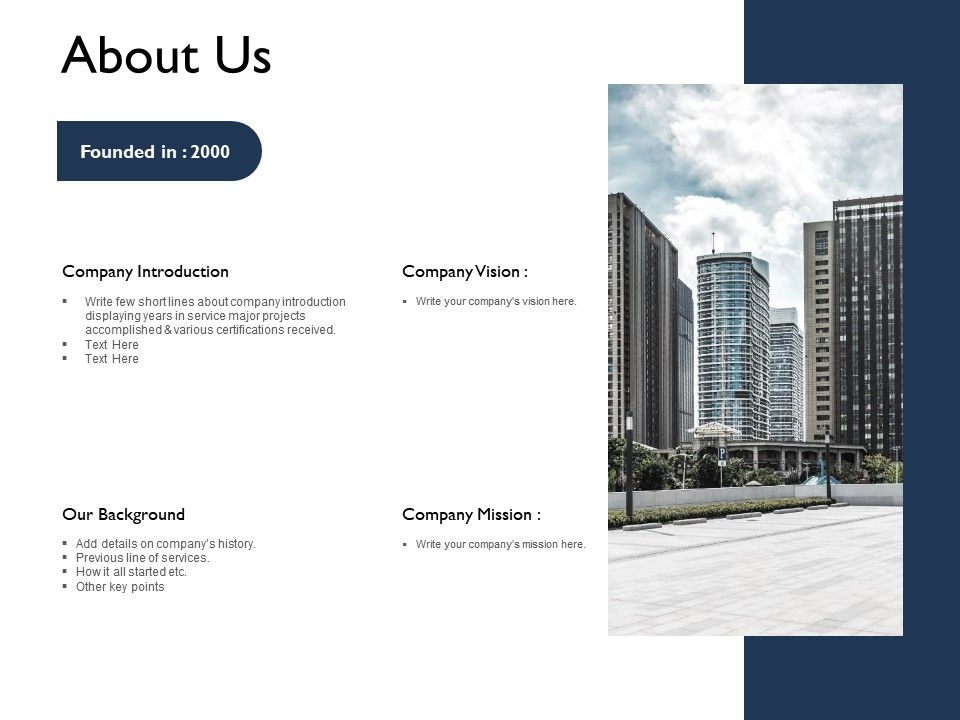 About Us
Founded in : 2000
Company Introduction
▪ Write few short lines about company introduction
displaying years in service major projects
accomplished & various certifications received.
▪ Text Here
▪ Text Here
Company Vision :
▪ Write your company's vision here.
Our Background
▪ Add details on company's history.
▪ Previous line of services.
▪ How it all started etc.
▪ Other key points
Company Mission :
▪ Write your company's mission here.
P